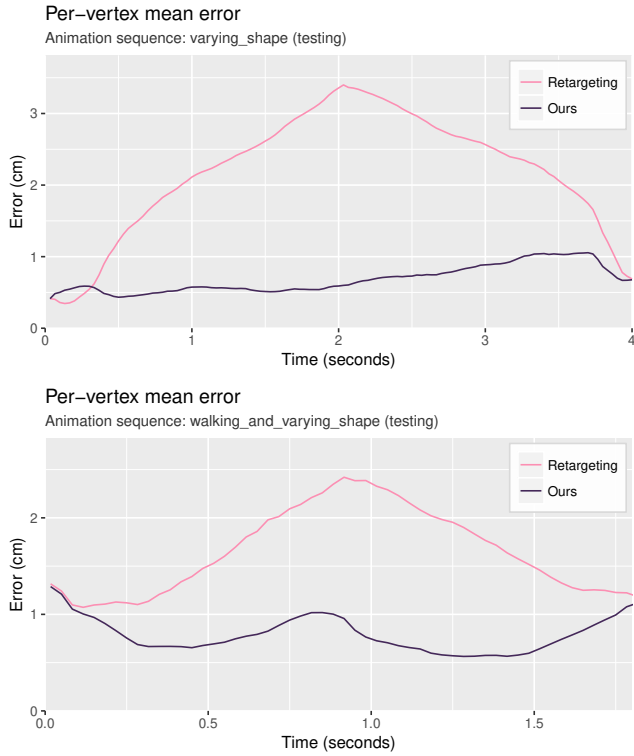 Per−vertex mean error
Animation sequence: varying_shape (testing)
Retargeting
Ours
3
2
1
0
Error (cm)
0 1 2 3 4
Time (seconds)
Per−vertex mean error
Animation sequence: walking_and_varying_shape (testing)
Retargeting
Ours
2
1
0
Error (cm)
0.0 0.5 1.0 1.5
Time (seconds)